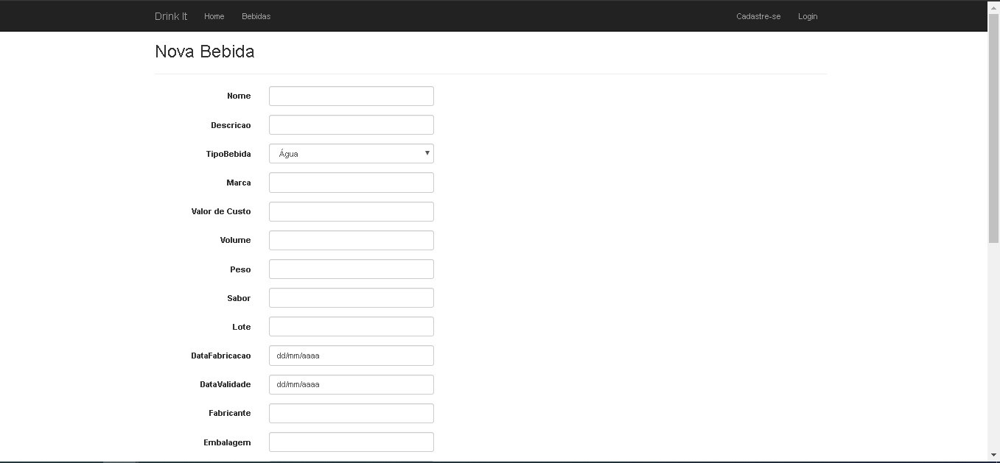 Drink It Home Bebidas Cadastre-se Login
Nova Bebida
Nome
Descricao
TipoBebida Água
Marca
Valor de Custo
Volume
Peso
Sabor
Lote
DataFabricacao dd/mm/aaaa
DataValidade dd/mm/aaaa
Fabricante
Embalagem